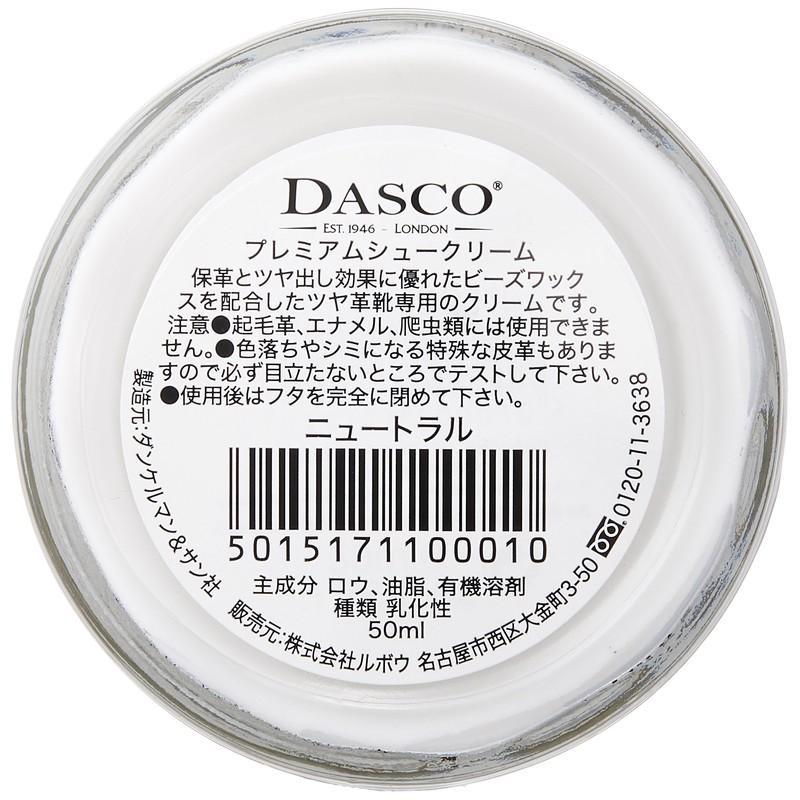 DASCO®
EST. 1946 - LONDON
プレミアムシュークリーム
保革とツヤ出し効果に優れたビーズワック
スを配合したツヤ革靴専用のクリームです。
注意●起毛革、エナメル、爬虫類には使用できま
せん。●色落ちやシミになる特殊な皮革もありま
すので必ず目立たないところでテストして下さい。
●使用後はフタを完全に閉めて下さい。
ニュートラル
5015171100010
主成分 ロウ、油脂、有機溶剤
種類 乳化性
50ml
製造元:ダンケルマン&サン社
販売元:株式会社ルボウ 名古屋市西区大金町3-50 0120-11-3638